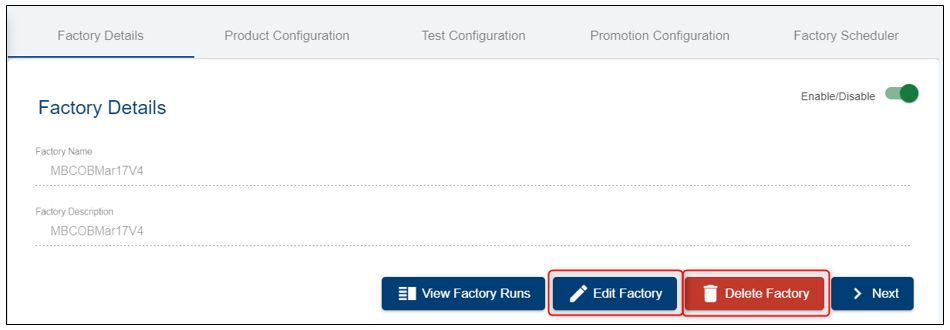 Factory Details Product Configuration Test Configuration Promotion Configuration Factory Scheduler
Enable/Disable
Factory Details
Factory Name
MBCOBMar17V4
Factory Description
MBCOBMar17V4
View Factory Runs Edit Factory Delete Factory Next